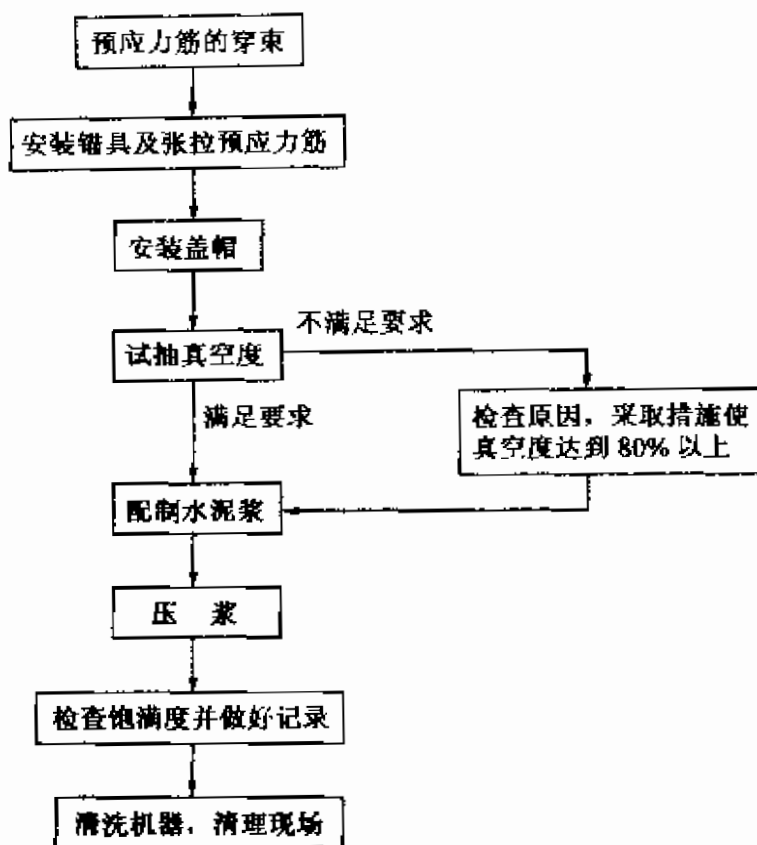 预应力筋的穿束
安装锚具及张拉预应力筋
安装盖帽
试抽真空度
不满足要求
满足要求
检查原因，采取措施使
真空度达到80%以上
配制水泥浆
压 浆
检查饱满度并做好记录
清洗机器，清理现场